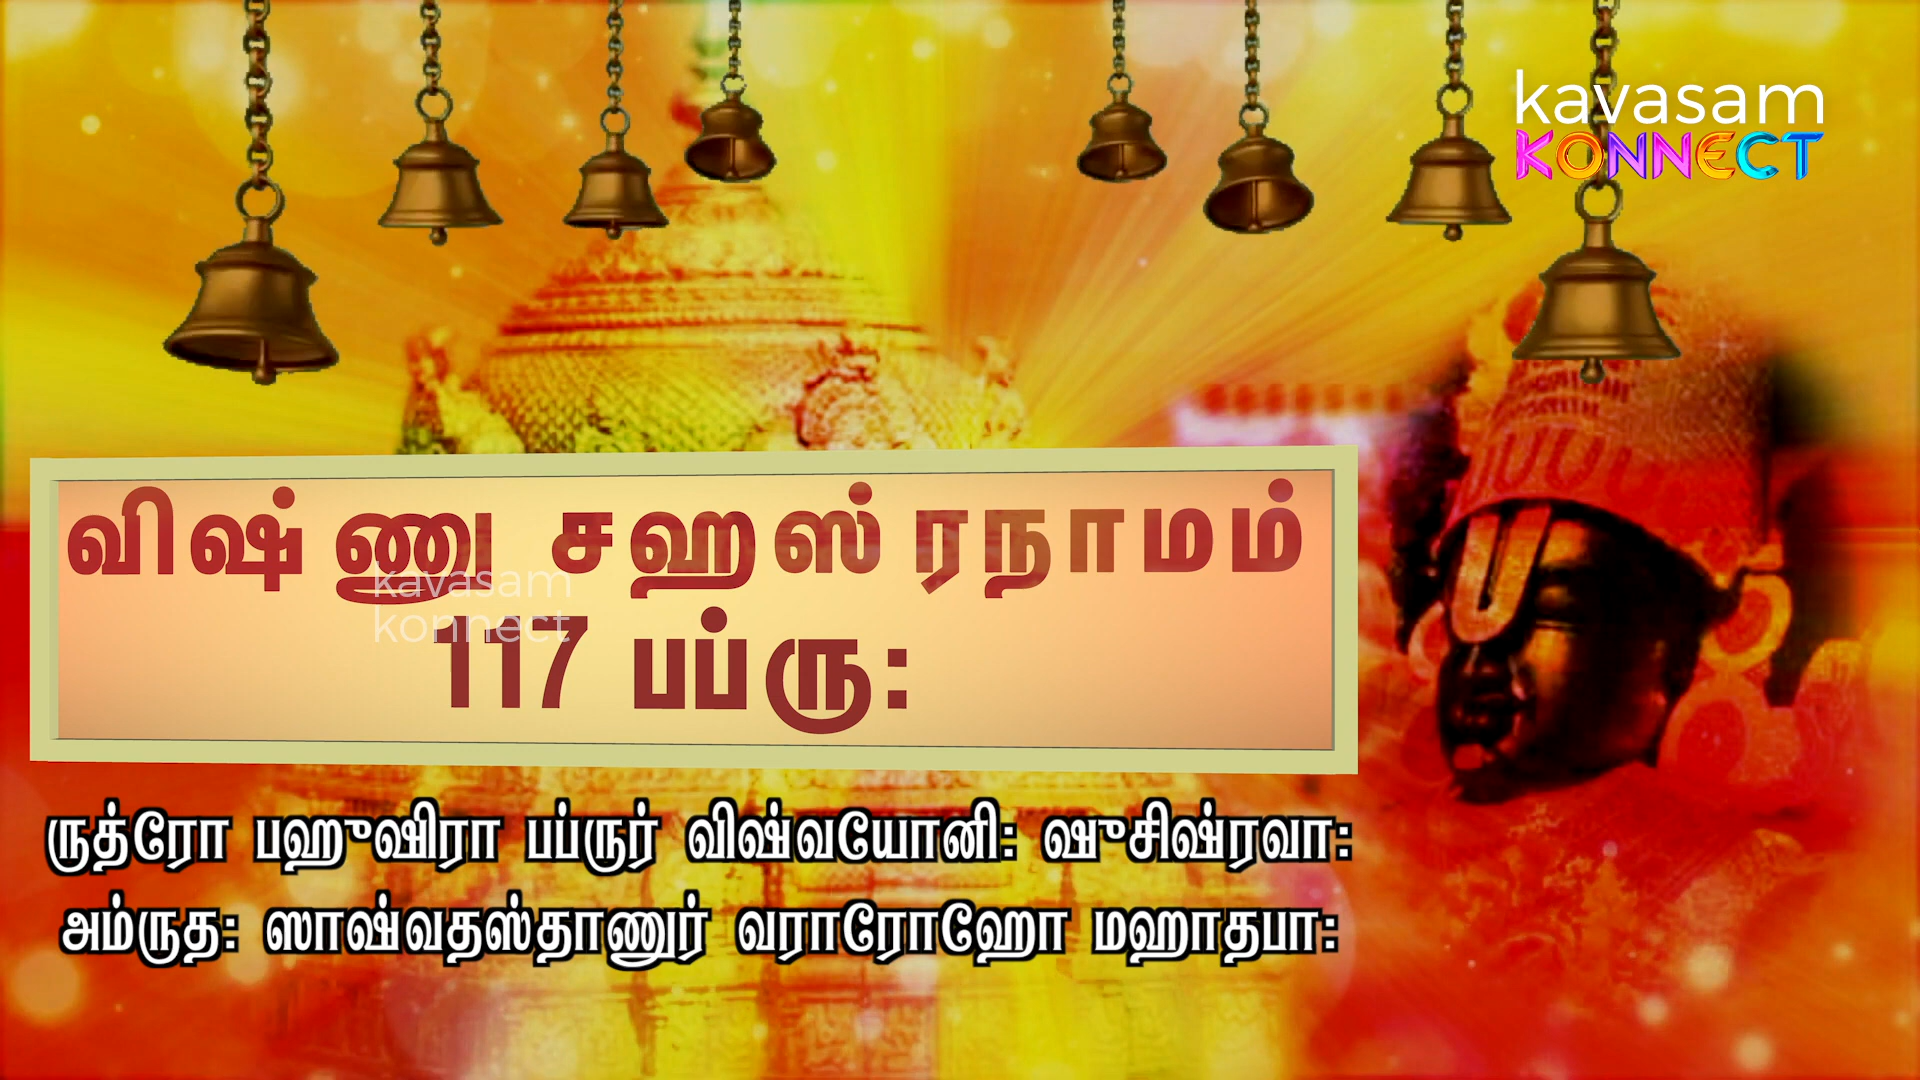 kavasam
KONNECT
விஷ்ணு சஹஸ்ரநாமம்
kavasam
konnect
117 பப்ரு:
ருத்ரோ பஹுஷிரா பப்ருர் விஷ்வயோனி: ஷுசிஷ்ரவா:
அம்ருத: ஸாஷ்வதஸ்தாணுர் வராரோஹோ மஹாதபா: